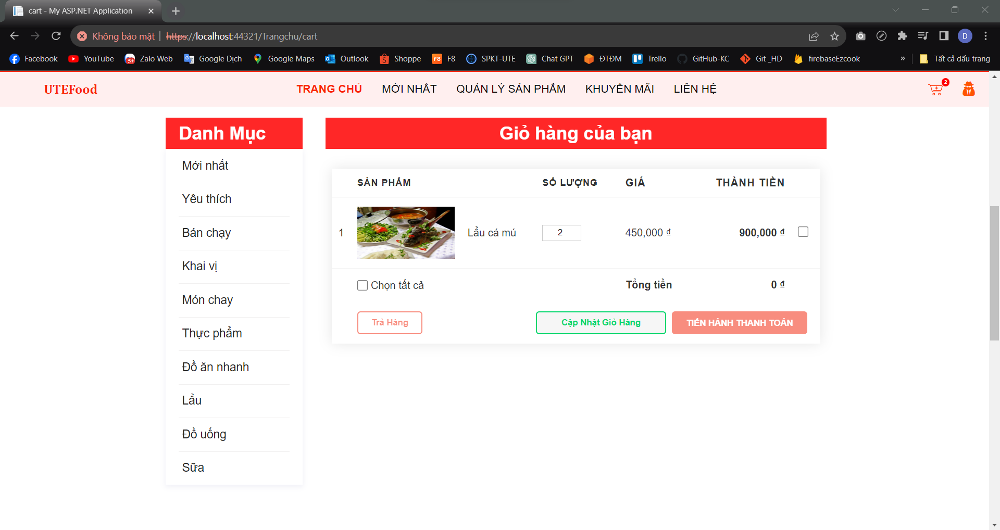 cart - My ASP.NET Application
Không bảo mật https://localhost:44321/Trangchu/cart
D
Facebook YouTube 5+ Zalo Web Google Dịch Google Maps Outlook Shoppe F8 F8 SPKT-UTE Chat GPT ĐTĐM Trello GitHub-KC Git _HD firebaseEzcook » Tất cả dấu trang
UTEFood TRANG CHỦ MỚI NHẤT QUẢN LÝ SẢN PHẨM KHUYẾN MÃI LIÊN HỆ 2
Danh Mục
Mới nhất
Yêu thích
Bán chạy
Khai vị
Món chay
Thực phẩm
Đồ ăn nhanh
Lẩu
Đồ uống
Sữa
Giỏ hàng của bạn
SẢN PHẨM SỐ LƯỢNG GIÁ THÀNH TIỀN
1 Lẩu cá mú 2 450,000 ₫ 900,000 ₫
Chọn tất cả Tổng tiền 0 ₫
Trả Hàng Cập Nhật Giỏ Hàng TIẾN HÀNH THANH TOÁN